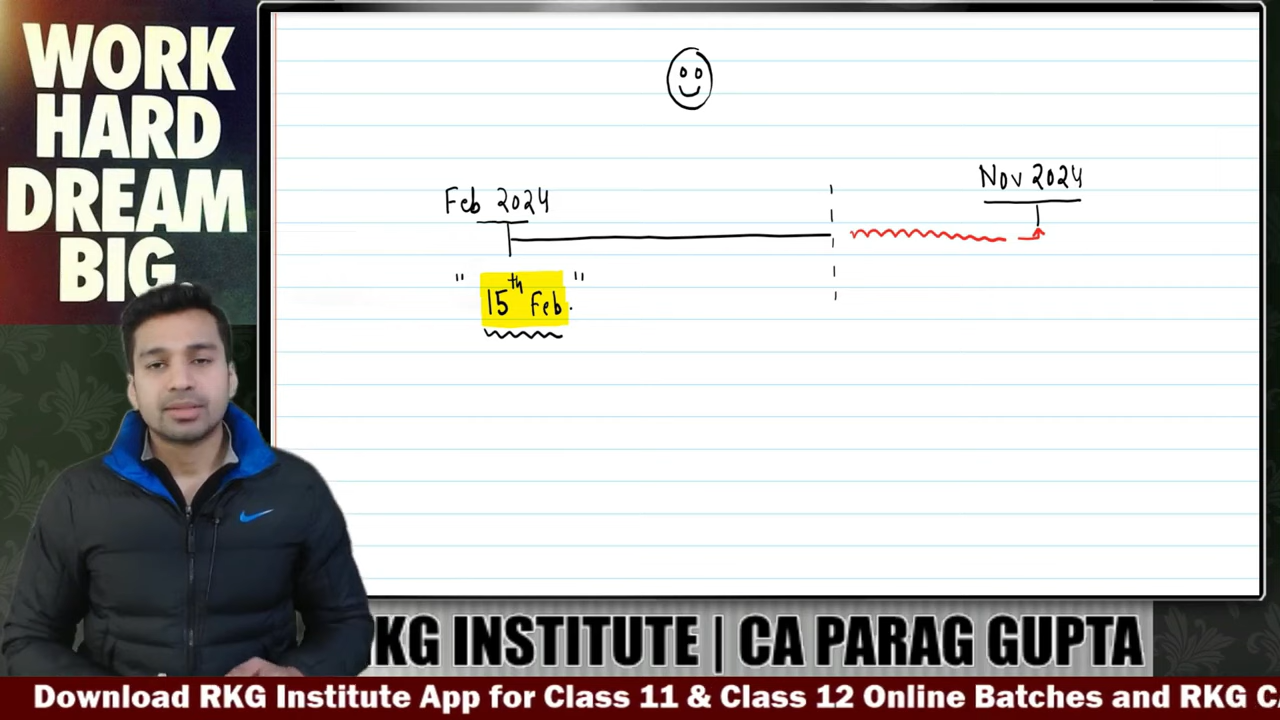 WORK
HARD
DREAM
BIG.
Feb 2024
Nov 2024
" 15th Feb. "
RKG INSTITUTE | CA PARAG GUPTA
Download RKG Institute App for Class 11 & Class 12 Online Batches and RKG